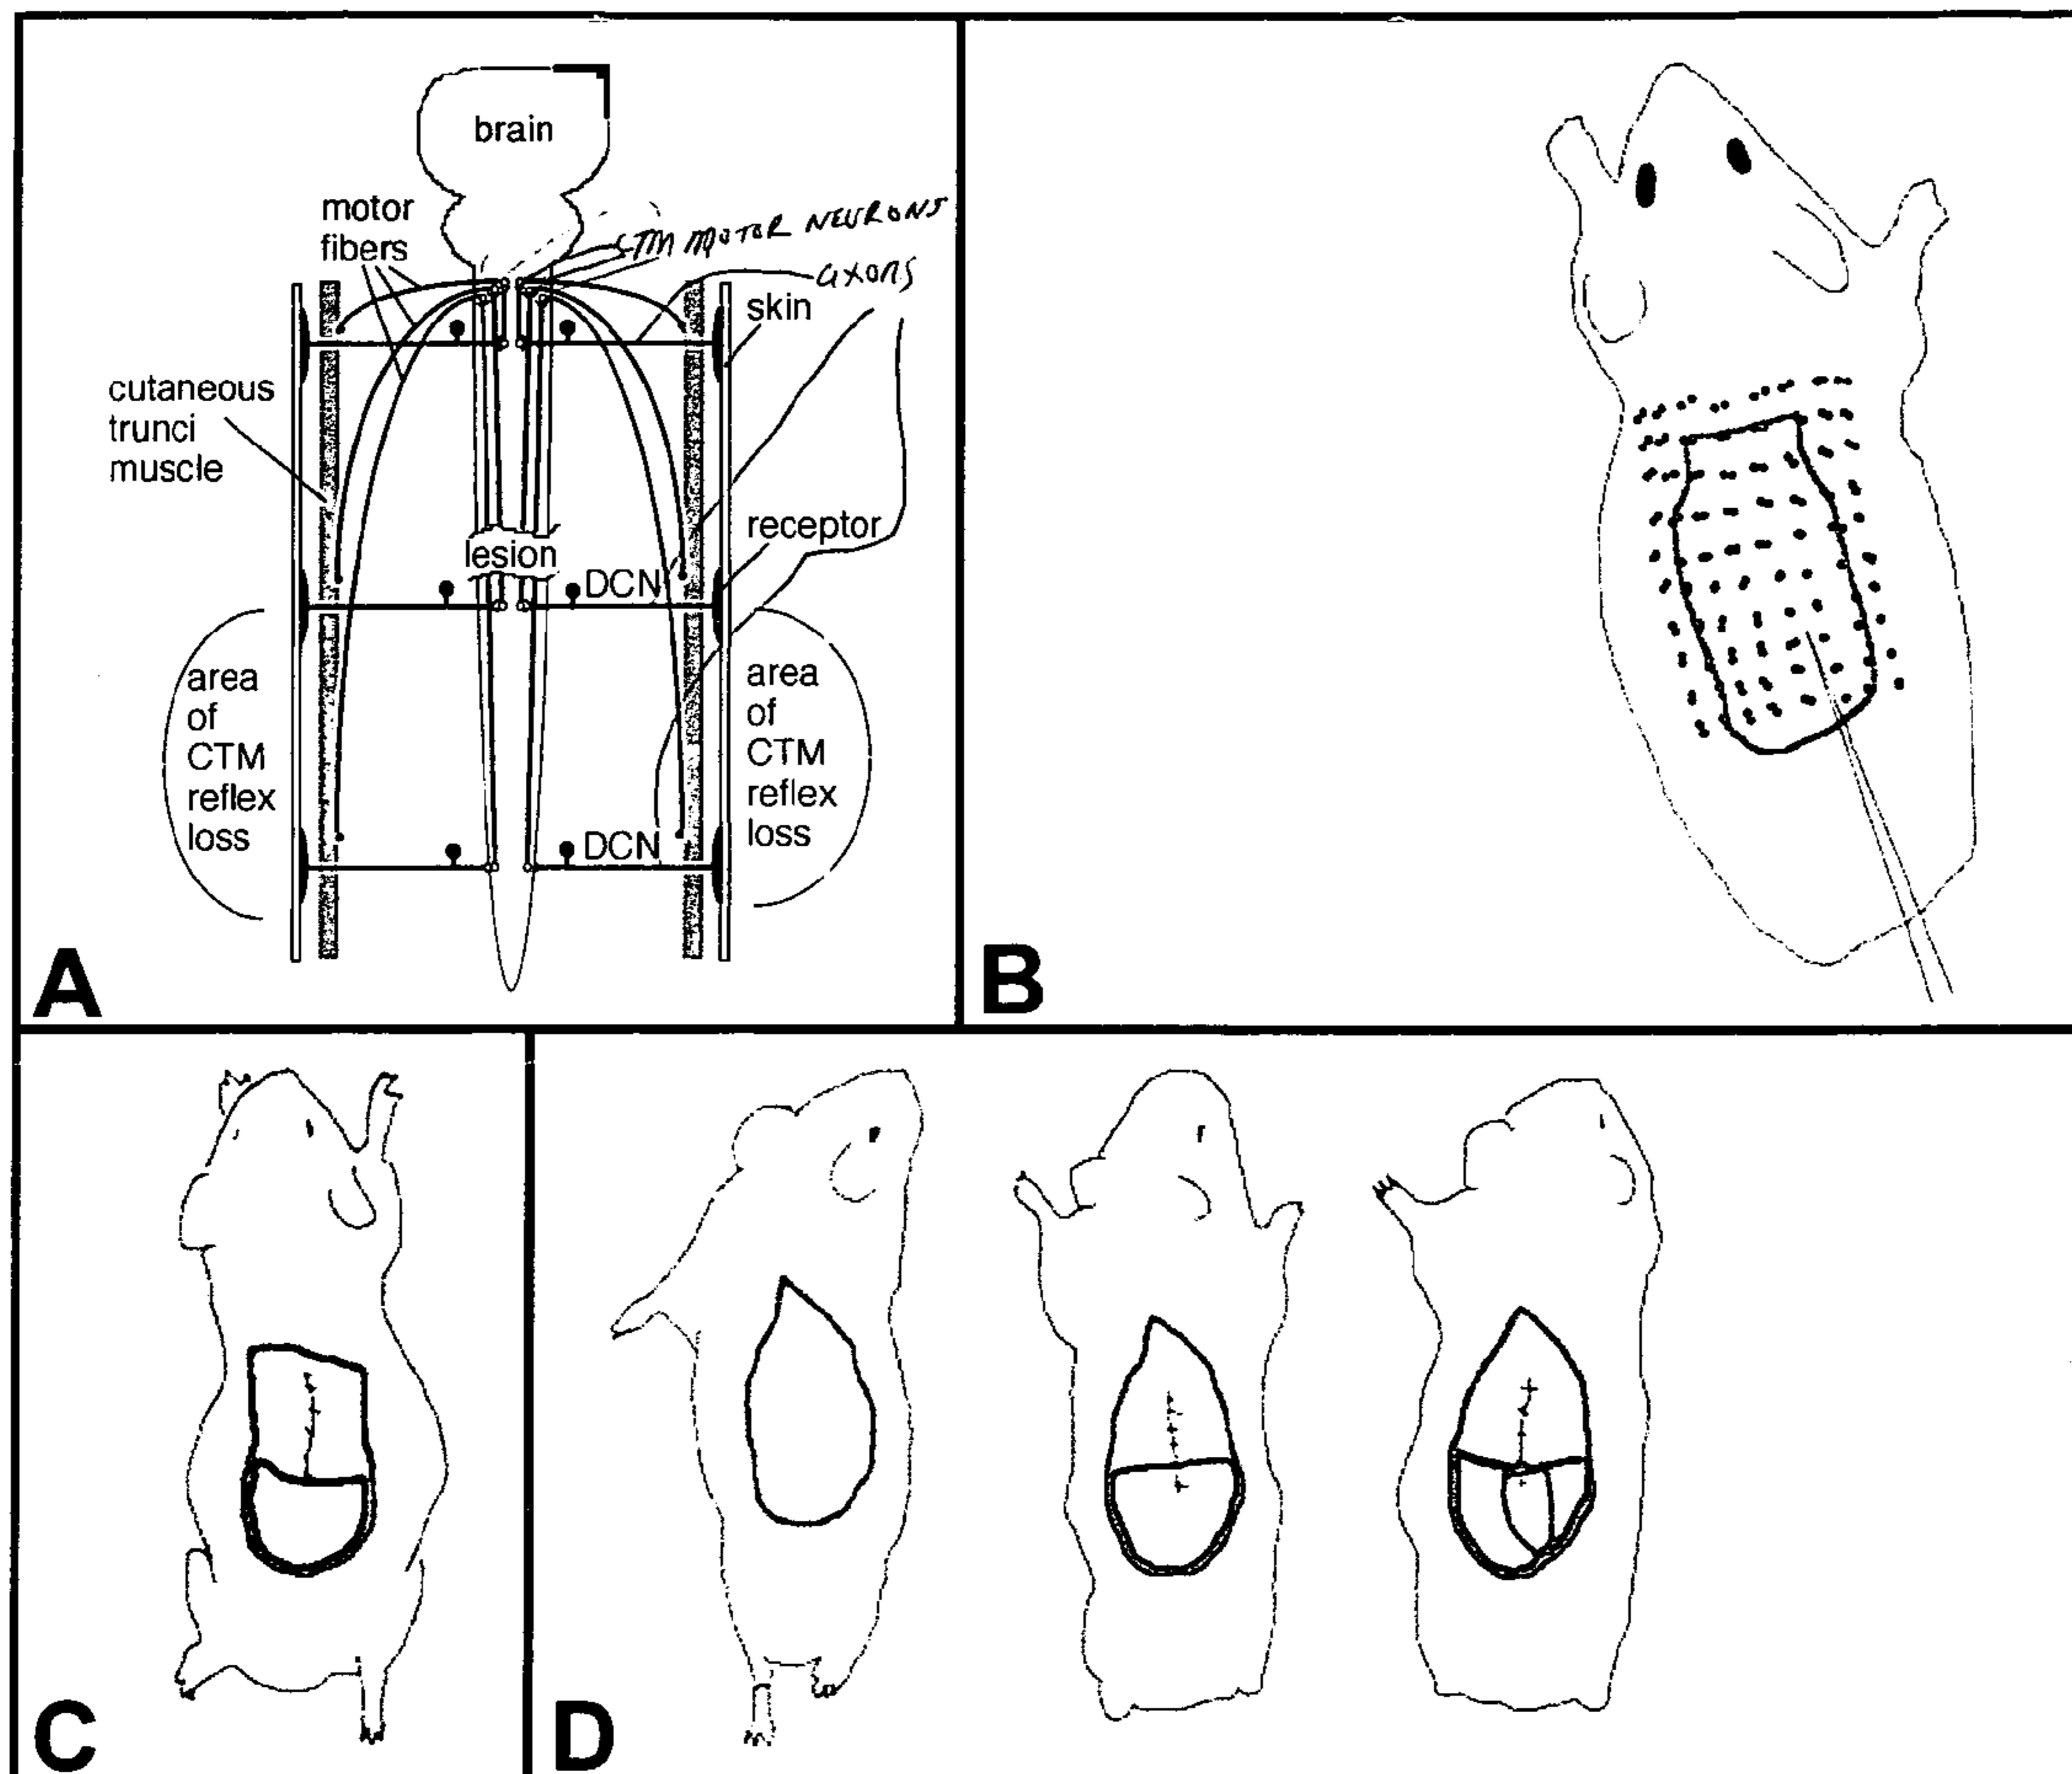 brain
motor
fibers
CTM MOTOR NEURONS
axons
skin
cutaneous
trunci
muscle
receptor
lesion
DCN
area
of
CTM
reflex
loss
area
of
CTM
reflex
loss
DCN
A
B
C
D